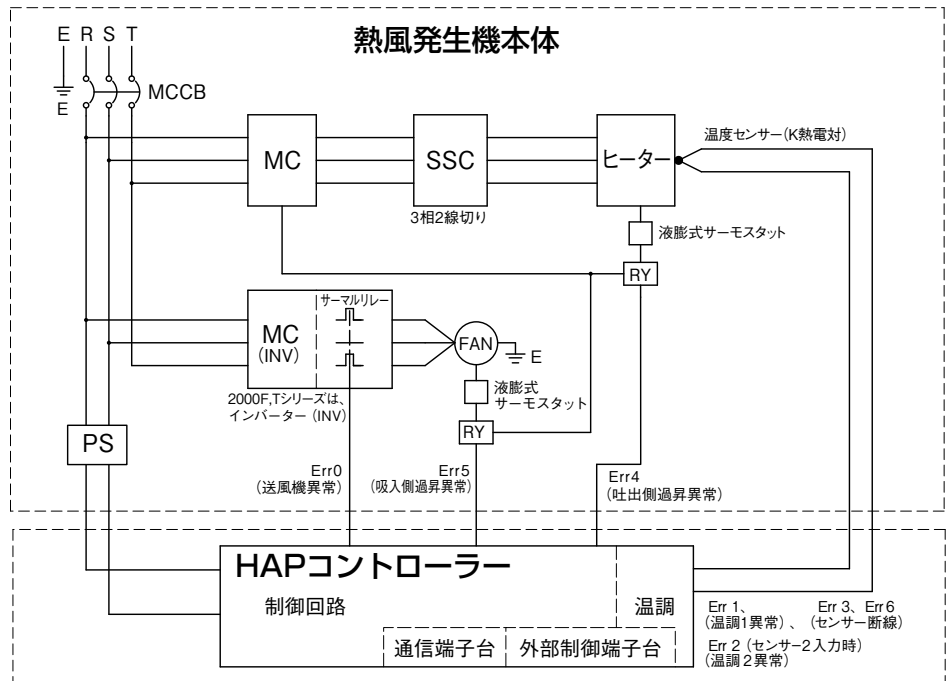 熱風発生機本体
E R S T
E
MCCB
MC
SSC
ヒーター
温度センサー(K熱電対)
3相2線切り
液膨式サーモスタット
RY
サーマルリレー
MC
(INV)
FAN
E
2000F,Tシリーズは、
インバーター (INV)
液膨式
サーモスタット
RY
PS
Err0
(送風機異常)
Err5
(吸入側過昇異常)
Err4
(吐出側過昇異常)
HAPコントローラー
制御回路
温調
通信端子台
外部制御端子台
Err 1、
(温調1異常)、
Err 3、Err 6
(センサー断線)
Err 2 (センサー2入力時)
(温調2異常)